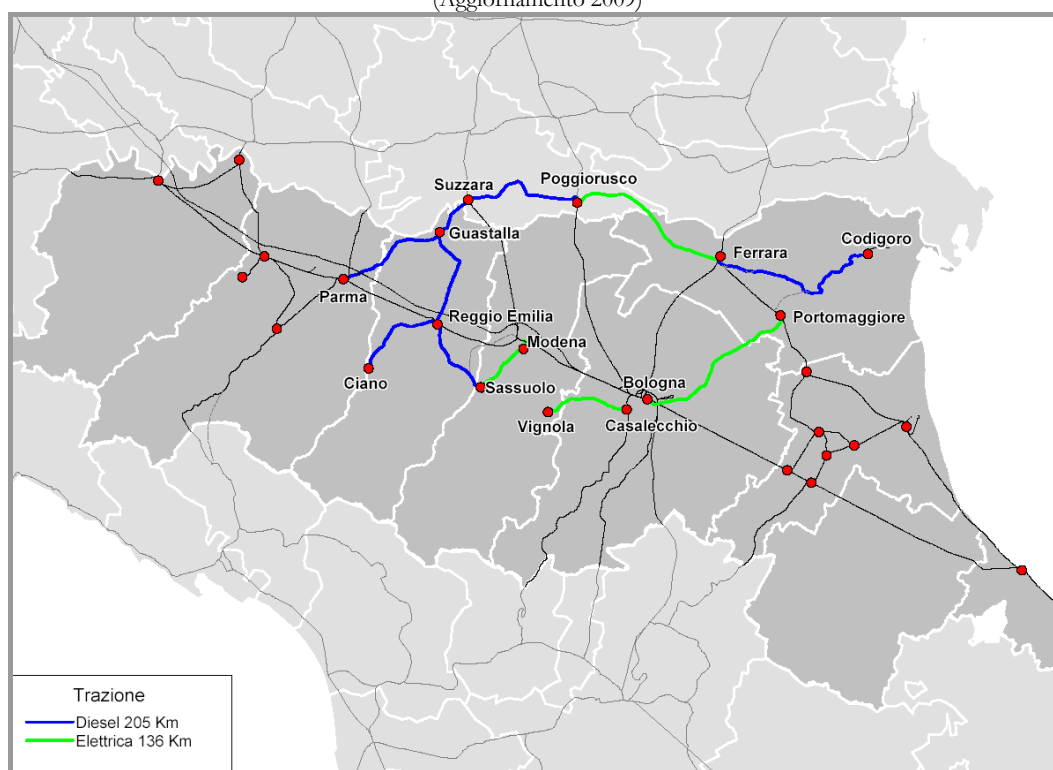 (Aggiornamento 2009)
Suzzara
Poggiorusco
Guastalla
Ferrara
Codigoro
Parma
Reggio Emilia
Portomaggiore
Modena
Ciano
Sassuolo
Bologna
Vignola
Casalecchio
Trazione
Diesel 205 Km
Elettrica 136 Km